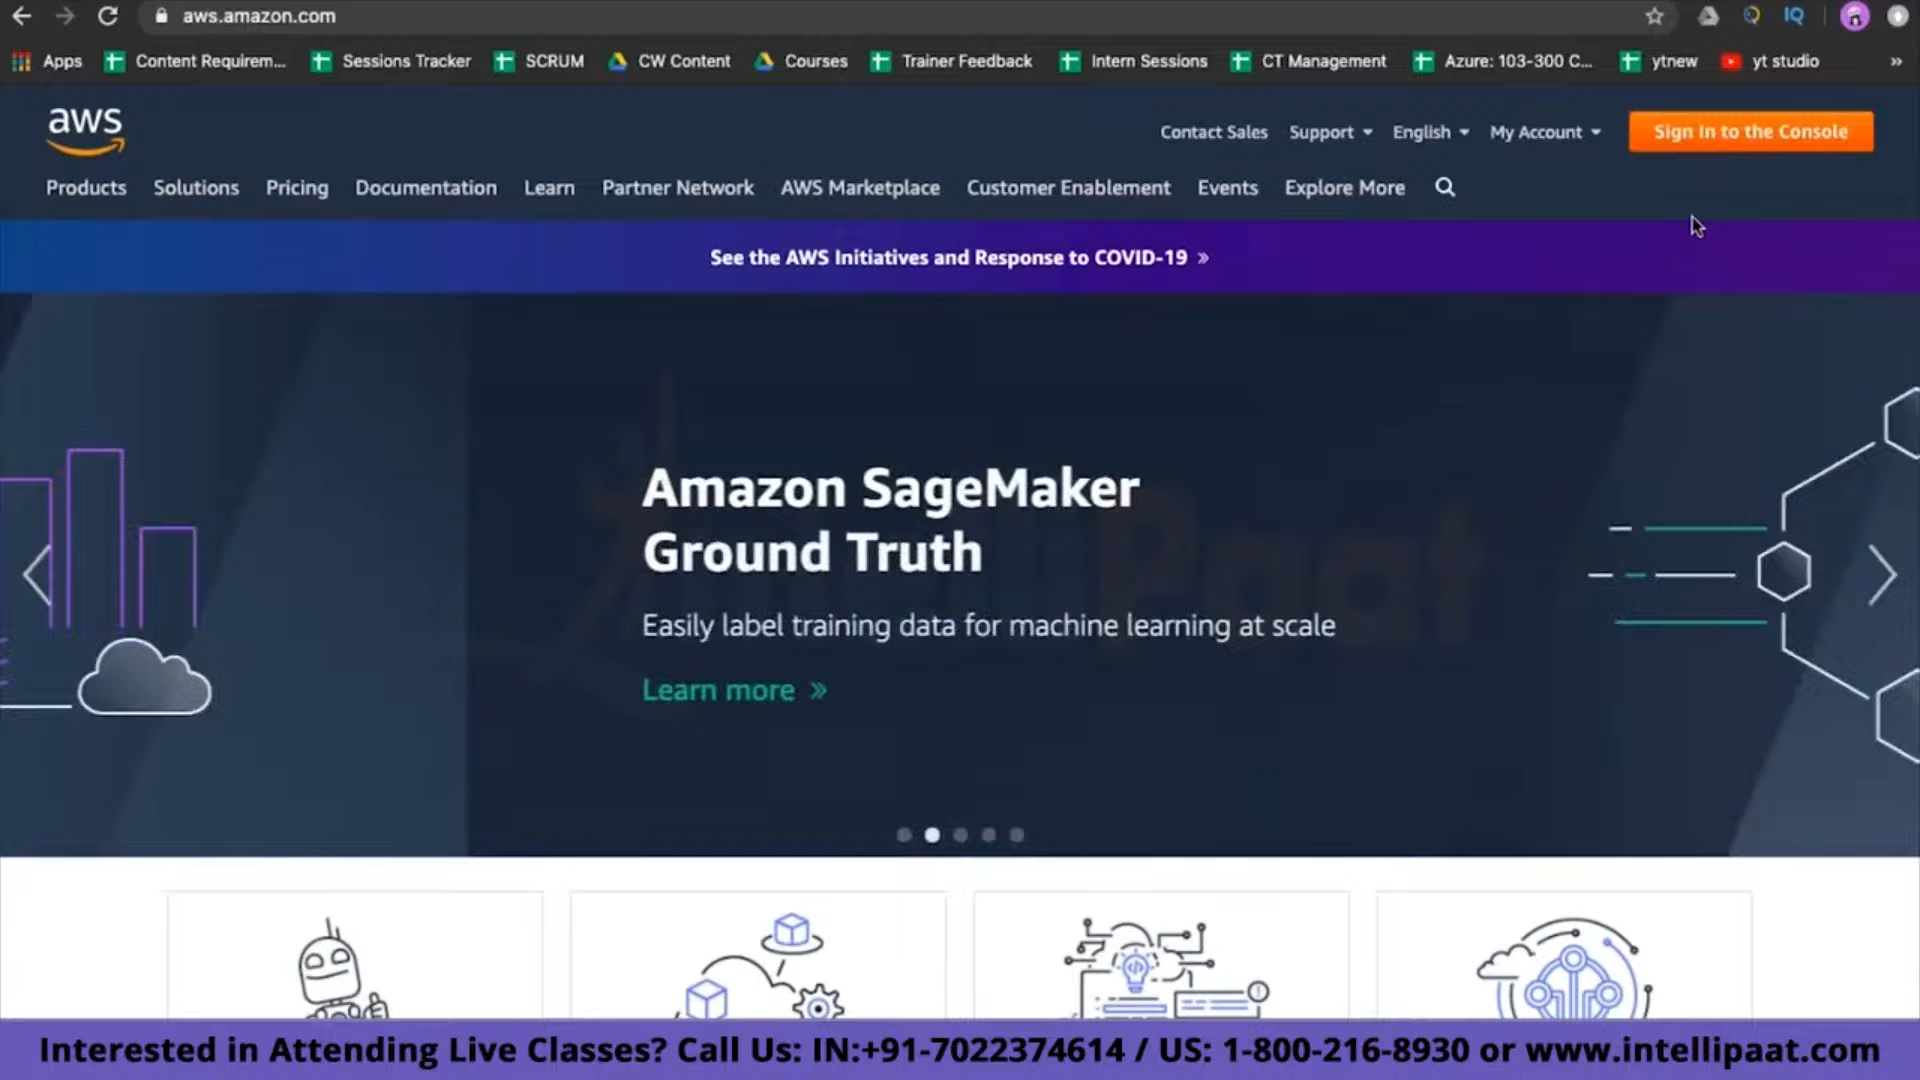 aws.amazon.com
IQ
Apps Content Requirem... Sessions Tracker SCRUM CW Content Courses Trainer Feedback Intern Sessions CT Management Azure: 103-300 C... ytnew yt studio »
aws
Contact Sales Support English My Account Sign In to the Console
Products Solutions Pricing Documentation Learn Partner Network AWS Marketplace Customer Enablement Events Explore More
See the AWS Initiatives and Response to COVID-19 »
Amazon SageMaker
Ground Truth
Easily label training data for machine learning at scale
Learn more »
IntelliPaat
Interested in Attending Live Classes? Call Us: IN:+91-7022374614 / US: 1-800-216-8930 or www.intellipaat.com